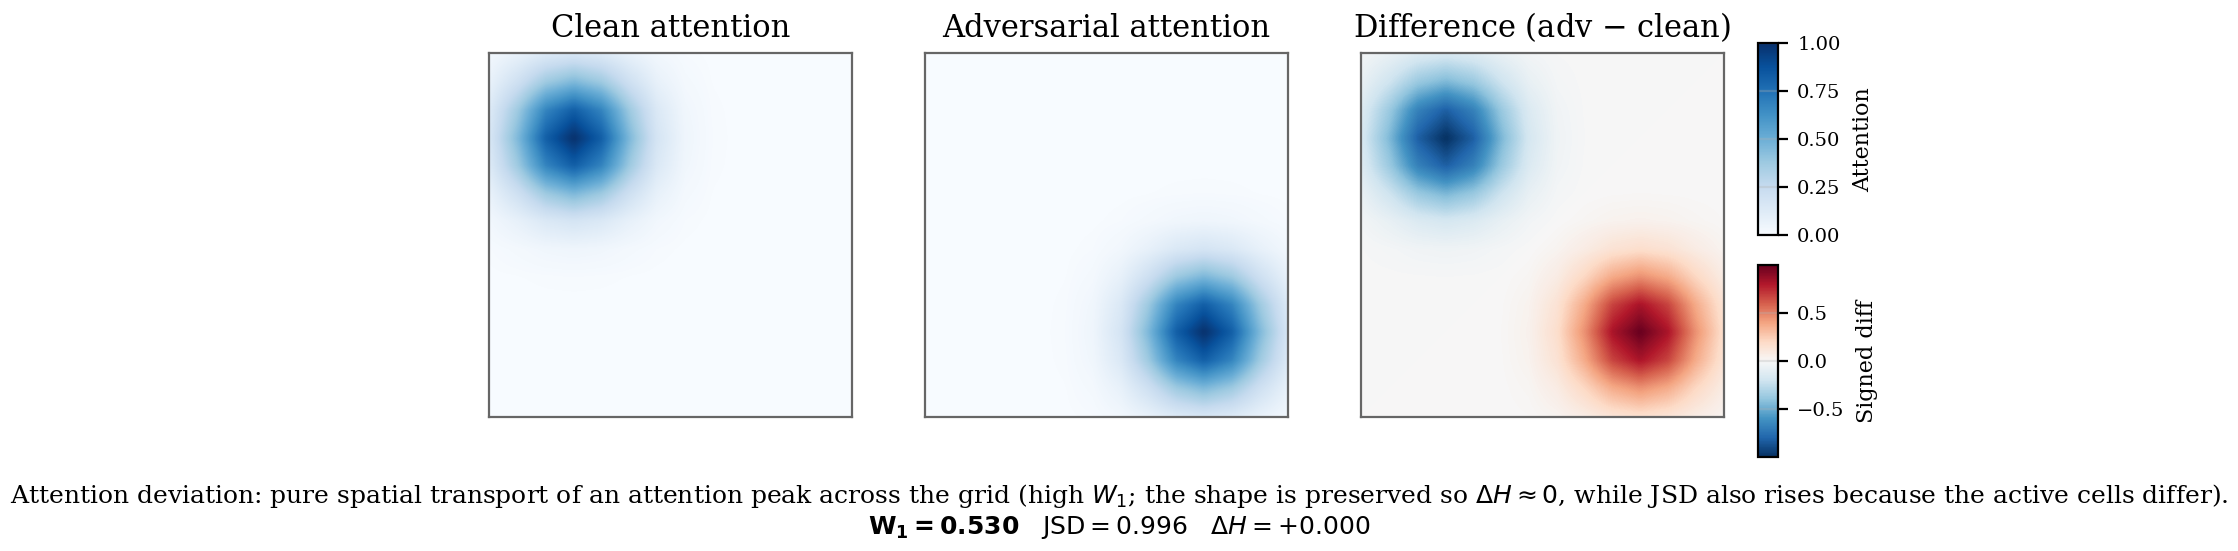 Clean attention
Adversarial attention
Difference (adv − clean)
1.00
0.75
0.50
0.25
0.00
Attention
0.5
0.0
−0.5
Signed diff
Attention deviation: pure spatial transport of an attention peak across the grid (high W₁; the shape is preserved so ΔH ≈ 0, while JSD also rises because the active cells differ).
W₁ = 0.530 JSD = 0.996 ΔH = +0.000